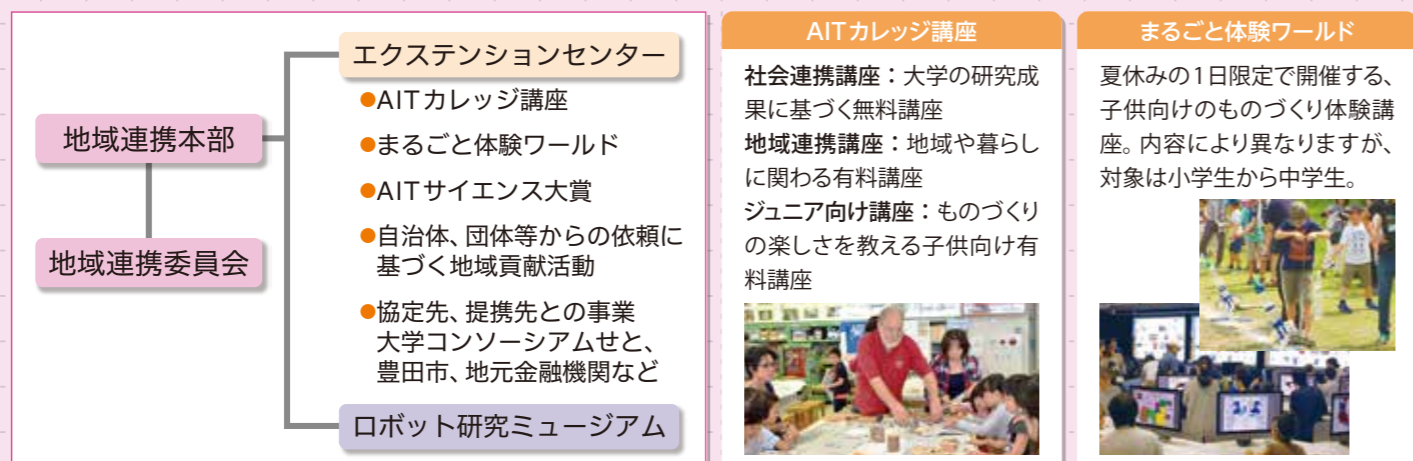 地域連携本部
地域連携委員会
エクステンションセンター
●AITカレッジ講座
●まるごと体験ワールド
●AITサイエンス大賞
●自治体、団体等からの依頼に
基づく地域貢献活動
●協定先、提携先との事業
大学コンソーシアムせと、
豊田市、地元金融機関など
ロボット研究ミュージアム
AITカレッジ講座
社会連携講座：大学の研究成
果に基づく無料講座
地域連携講座：地域や暮らし
に関わる有料講座
ジュニア向け講座：ものづくり
の楽しさを教える子供向け有
料講座
まるごと体験ワールド
夏休みの1日限定で開催する、
子供向けのものづくり体験講
座。内容により異なりますが、
対象は小学生から中学生。